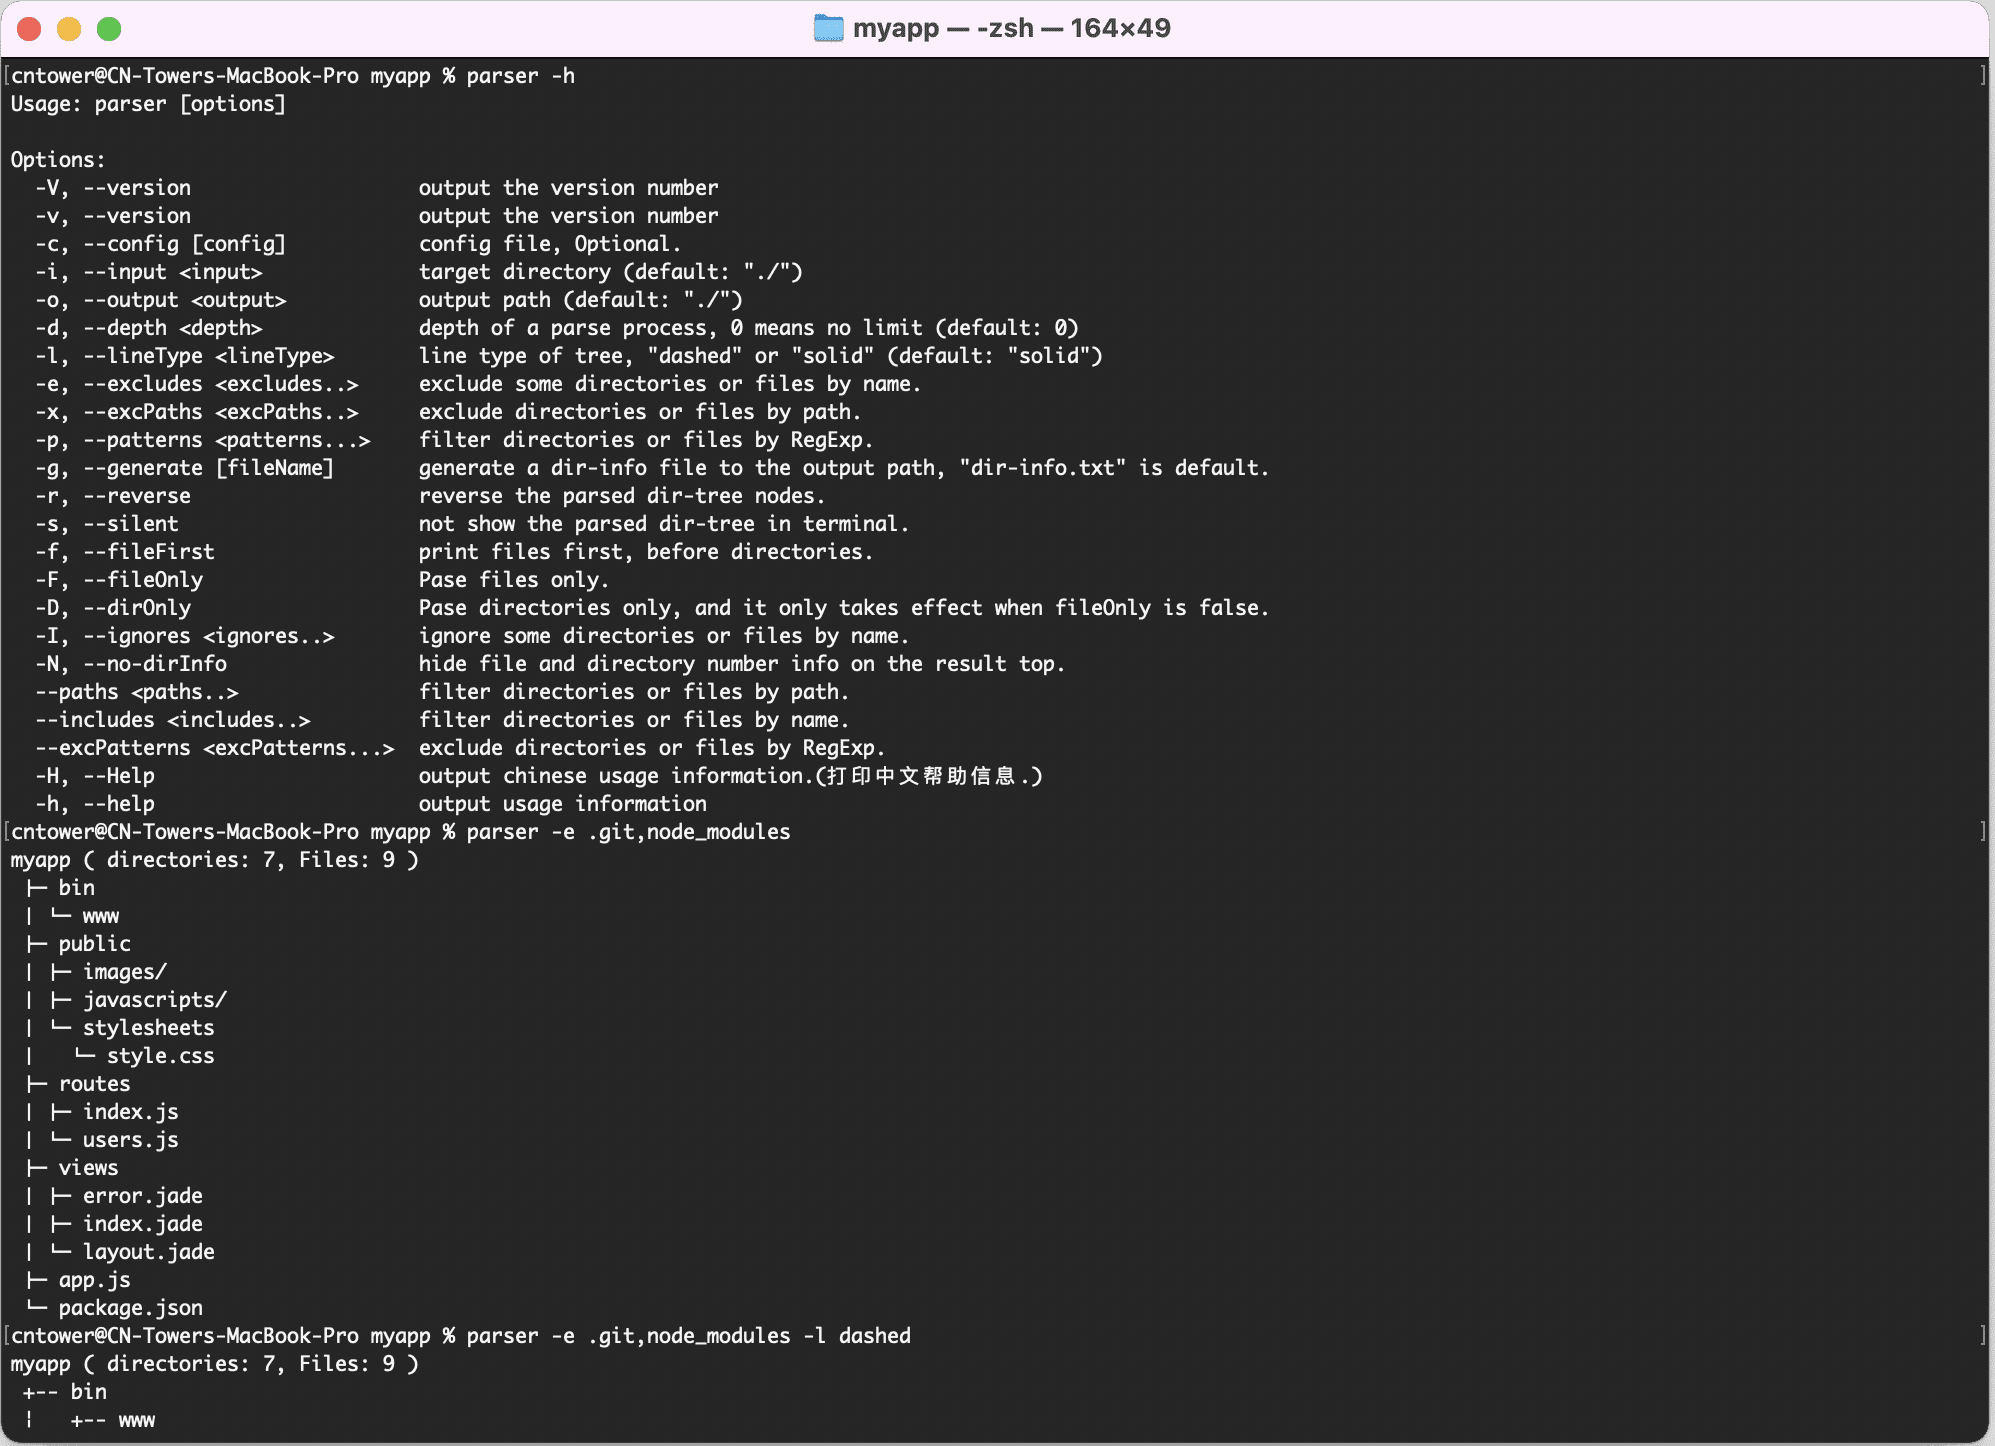 myapp — -zsh — 164×49
[cntower@CN-Towers-MacBook-Pro myapp % parser -h ]
Usage: parser [options]

Options:
  -V, --version                   output the version number
  -v, --version                   output the version number
  -c, --config [config]           config file, Optional.
  -i, --input <input>             target directory (default: "./")
  -o, --output <output>           output path (default: "./")
  -d, --depth <depth>             depth of a parse process, 0 means no limit (default: 0)
  -l, --lineType <lineType>       line type of tree, "dashed" or "solid" (default: "solid")
  -e, --excludes <excludes..>     exclude some directories or files by name.
  -x, --excPaths <excPaths..>     exclude directories or files by path.
  -p, --patterns <patterns...>    filter directories or files by RegExp.
  -g, --generate [fileName]       generate a dir-info file to the output path, "dir-info.txt" is default.
  -r, --reverse                   reverse the parsed dir-tree nodes.
  -s, --silent                    not show the parsed dir-tree in terminal.
  -f, --fileFirst                 print files first, before directories.
  -F, --fileOnly                  Pase files only.
  -D, --dirOnly                   Pase directories only, and it only takes effect when fileOnly is false.
  -I, --ignores <ignores..>       ignore some directories or files by name.
  -N, --no-dirInfo                hide file and directory number info on the result top.
  --paths <paths..>               filter directories or files by path.
  --includes <includes..>         filter directories or files by name.
  --excPatterns <excPatterns...>  exclude directories or files by RegExp.
  -H, --Help                      output chinese usage information.(打印中文帮助信息.)
  -h, --help                      output usage information
[cntower@CN-Towers-MacBook-Pro myapp % parser -e .git,node_modules ]
myapp ( directories: 7, Files: 9 )
 ├─ bin
 | └─ www
 ├─ public
 | ├─ images/
 | ├─ javascripts/
 | └─ stylesheets
 |   └─ style.css
 ├─ routes
 | ├─ index.js
 | └─ users.js
 ├─ views
 | ├─ error.jade
 | ├─ index.jade
 | └─ layout.jade
 ├─ app.js
 └─ package.json
[cntower@CN-Towers-MacBook-Pro myapp % parser -e .git,node_modules -l dashed ]
myapp ( directories: 7, Files: 9 )
 +-- bin
 ¦   +-- www